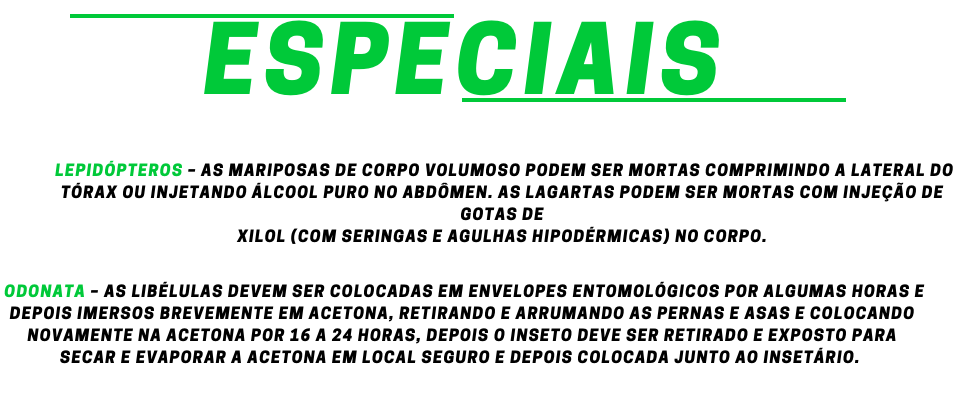 ESPECIAIS
LEPIDÓPTEROS - AS MARIPOSAS DE CORPO VOLUMOSO PODEM SER MORTAS COMPRIMINDO A LATERAL DO
TÓRAX OU INJETANDO ÁLCOOL PURO NO ABDÔMEN. AS LAGARTAS PODEM SER MORTAS COM INJEÇÃO DE
GOTAS DE
XILOL (COM SERINGAS E AGULHAS HIPODÉRMICAS) NO CORPO.
ODONATA - AS LIBÉLULAS DEVEM SER COLOCADAS EM ENVELOPES ENTOMOLÓGICOS POR ALGUMAS HORAS E
DEPOIS IMERSOS BREVEMENTE EM ACETONA, RETIRANDO E ARRUMANDO AS PERNAS E ASAS E COLOCANDO
NOVAMENTE NA ACETONA POR 16 A 24 HORAS, DEPOIS O INSETO DEVE SER RETIRADO E EXPOSTO PARA
SECAR E EVAPORAR A ACETONA EM LOCAL SEGURO E DEPOIS COLOCADA JUNTO AO INSETÁRIO.